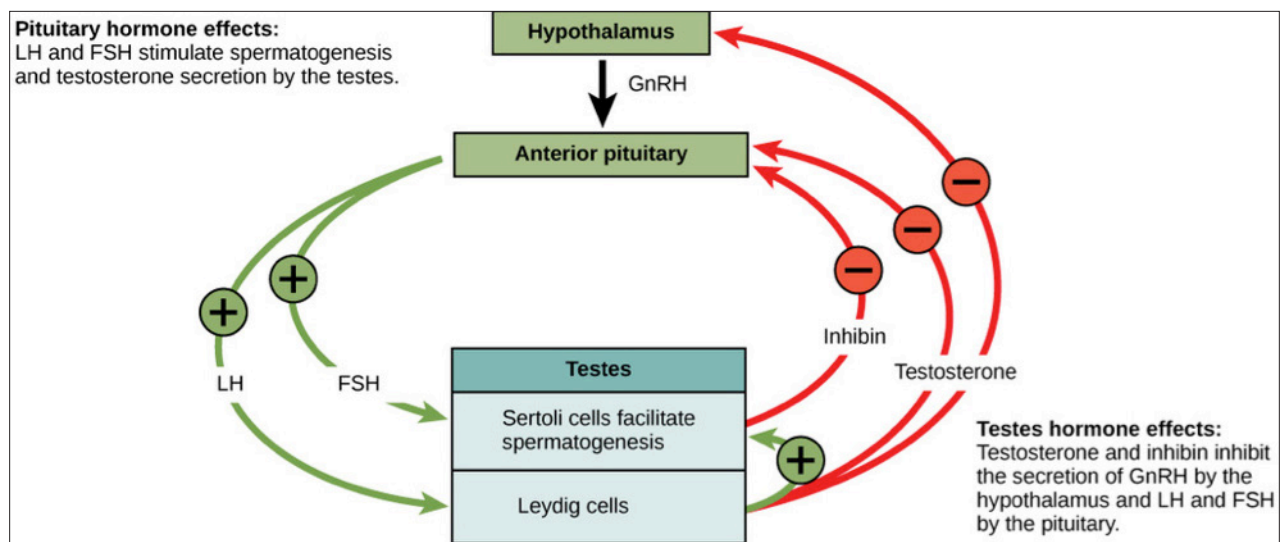 Pituitary hormone effects:
LH and FSH stimulate spermatogenesis
and testosterone secretion by the testes.
Hypothalamus
GnRH
Anterior pituitary
+
+
−
−
−
LH
FSH
Inhibin
Testosterone
Testes
Sertoli cells facilitate
spermatogenesis
+
Leydig cells
Testes hormone effects:
Testosterone and inhibin inhibit
the secretion of GnRH by the
hypothalamus and LH and FSH
by the pituitary.